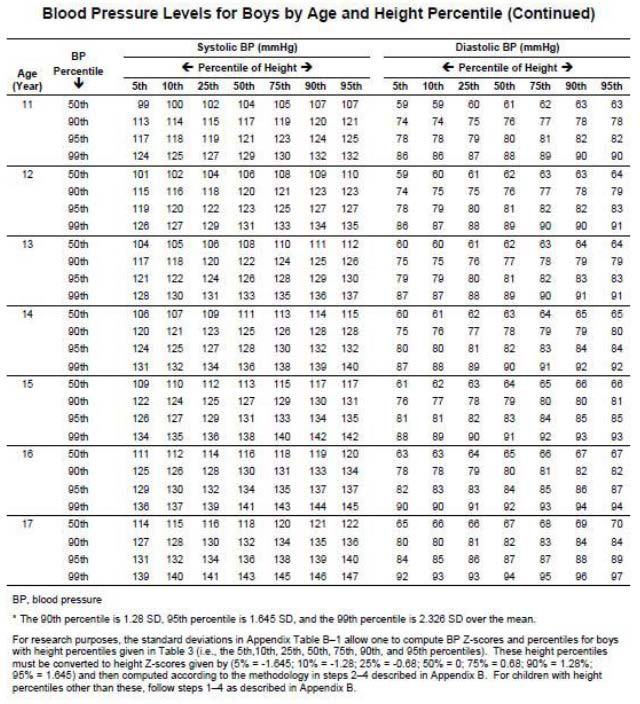 Blood Pressure Levels for Boys by Age and Height Percentile (Continued)
Systolic BP (mmHg) Diastolic BP (mmHg)
BP
Age Percentile ← Percentile of Height → ← Percentile of Height →
(Year) ↓ 5th 10th 25th 50th 75th 90th 95th 5th 10th 25th 50th 75th 90th 95th
11 50th 99 100 102 104 105 107 107 59 59 60 61 62 63 63
90th 113 114 115 117 119 120 121 74 74 75 76 77 78 78
95th 117 118 119 121 123 124 125 78 78 79 80 81 82 82
99th 124 125 127 129 130 132 132 86 86 87 88 89 90 90
12 50th 101 102 104 106 108 109 110 59 60 61 62 63 63 64
90th 115 116 118 120 121 123 123 74 75 75 76 77 78 79
95th 119 120 122 123 125 127 127 78 79 80 81 82 82 83
99th 126 127 129 131 133 134 135 86 87 88 89 90 90 91
13 50th 104 105 106 108 110 111 112 60 60 61 62 63 64 64
90th 117 118 120 122 124 125 126 75 75 76 77 78 79 79
95th 121 122 124 126 128 129 130 79 79 80 81 82 83 83
99th 128 130 131 133 135 136 137 87 87 88 89 90 91 91
14 50th 106 107 109 111 113 114 115 60 61 62 63 64 65 65
90th 120 121 123 125 126 128 128 75 76 77 78 79 79 80
95th 124 125 127 128 130 132 132 80 80 81 82 83 84 84
99th 131 132 134 136 138 139 140 87 88 89 90 91 92 92
15 50th 109 110 112 113 115 117 117 61 62 63 64 65 66 66
90th 122 124 125 127 129 130 131 76 77 78 79 80 80 81
95th 126 127 129 131 133 134 135 81 81 82 83 84 85 85
99th 134 135 136 138 140 142 142 88 89 90 91 92 93 93
16 50th 111 112 114 116 118 119 120 63 63 64 65 66 67 67
90th 125 126 128 130 131 133 134 78 78 79 80 81 82 82
95th 129 130 132 134 135 137 137 82 83 83 84 85 86 87
99th 136 137 139 141 143 144 145 90 90 91 92 93 94 94
17 50th 114 115 116 118 120 121 122 65 66 66 67 68 69 70
90th 127 128 130 132 134 135 136 80 80 81 82 83 84 84
95th 131 132 134 136 138 139 140 84 85 86 87 87 88 89
99th 139 140 141 143 145 146 147 92 93 93 94 95 96 97
BP, blood pressure
* The 90th percentile is 1.28 SD, 95th percentile is 1.645 SD, and the 99th percentile is 2.326 SD over the mean.
For research purposes, the standard deviations in Appendix Table B–1 allow one to compute BP Z-scores and percentiles for boys
with height percentiles given in Table 3 (i.e., the 5th,10th, 25th, 50th, 75th, 90th, and 95th percentiles). These height percentiles
must be converted to height Z-scores given by (5% = -1.645; 10% = -1.28; 25% = -0.68; 50% = 0; 75% = 0.68; 90% = 1.28%;
95% = 1.645) and then computed according to the methodology in steps 2–4 described in Appendix B. For children with height
percentiles other than these, follow steps 1–4 as described in Appendix B.